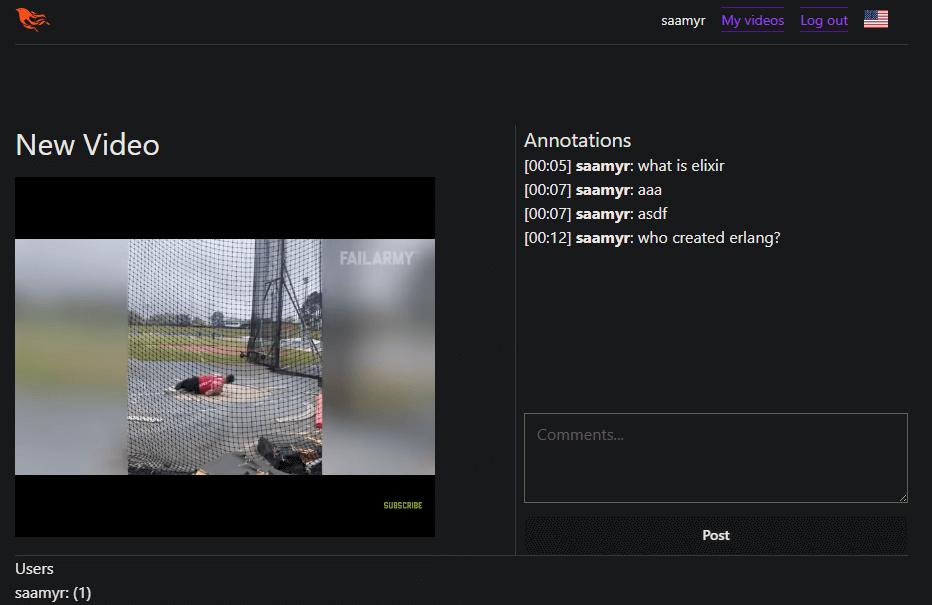 saamyr My videos Log out
New Video
FAILARMY
SUBSCRIBE
Annotations
[00:05] saamyr: what is elixir
[00:07] saamyr: aaa
[00:07] saamyr: asdf
[00:12] saamyr: who created erlang?
Comments...
Post
Users
saamyr: (1)